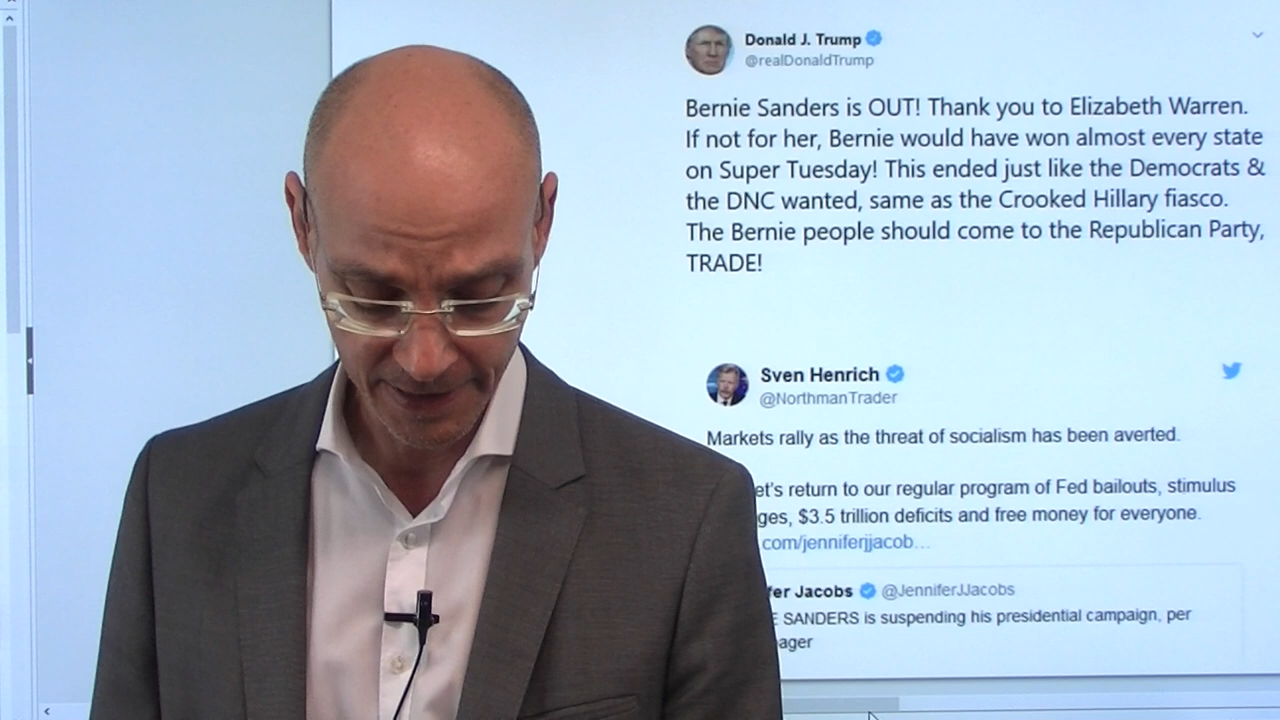 Donald J. Trump
@realDonaldTrump
Bernie Sanders is OUT! Thank you to Elizabeth Warren.
If not for her, Bernie would have won almost every state
on Super Tuesday! This ended just like the Democrats &
the DNC wanted, same as the Crooked Hillary fiasco.
The Bernie people should come to the Republican Party,
TRADE!
Sven Henrich
@NorthmanTrader
Markets rally as the threat of socialism has been averted.
et's return to our regular program of Fed bailouts, stimulus
ges, $3.5 trillion deficits and free money for everyone.
com/jenniferjjacob…
fer Jacobs @JenniferJJacobs
E SANDERS is suspending his presidential campaign, per
ager